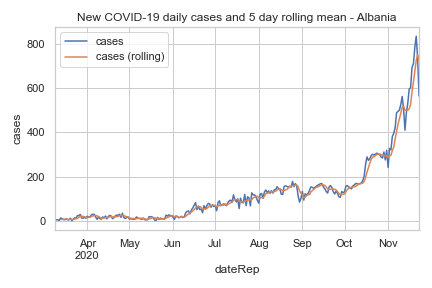 New COVID-19 daily cases and 5 day rolling mean - Albania
cases
cases (rolling)
800
600
400
200
0
cases
Apr
2020
May
Jun
Jul
Aug
Sep
Oct
Nov
dateRep